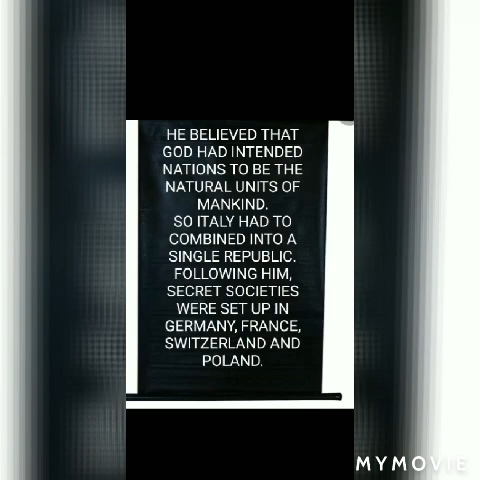 HE BELIEVED THAT
GOD HAD INTENDED
NATIONS TO BE THE
NATURAL UNITS OF
MANKIND.
SO ITALY HAD TO
COMBINED INTO A
SINGLE REPUBLIC.
FOLLOWING HIM,
SECRET SOCIETIES
WERE SET UP IN
GERMANY, FRANCE,
SWITZERLAND AND
POLAND.
MYMOVIE